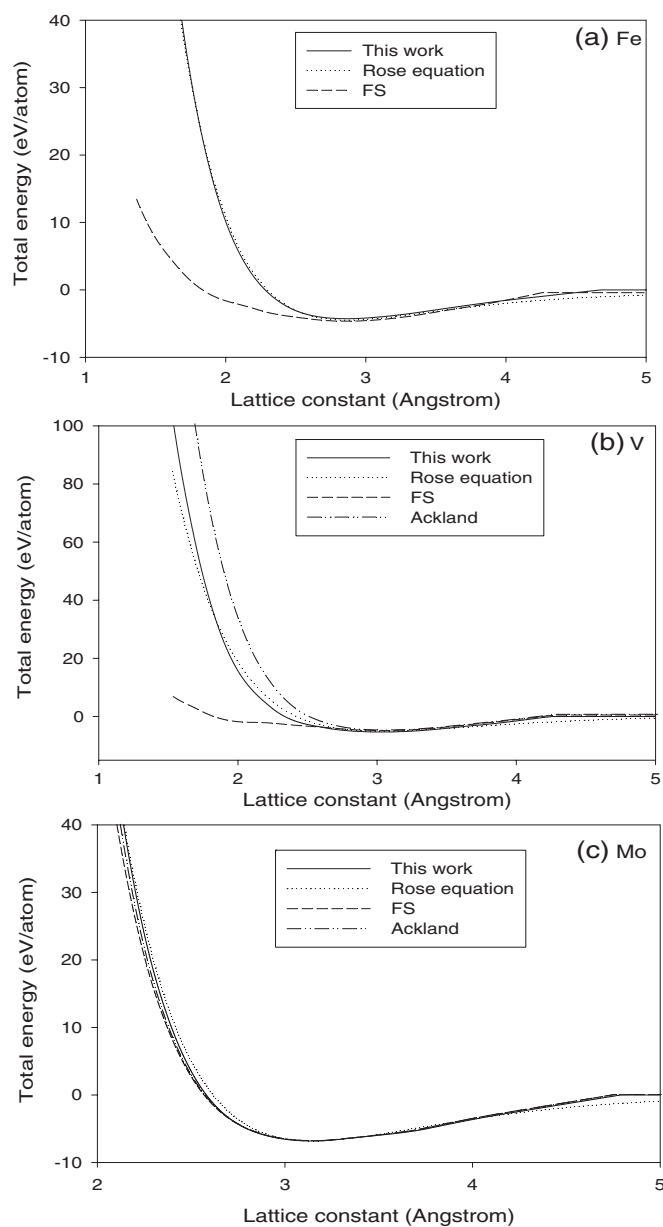 (a) Fe
This work
Rose equation
FS
Total energy (eV/atom)
40
30
20
10
0
-10
1 2 3 4 5
Lattice constant (Angstrom)
(b) V
This work
Rose equation
FS
Ackland
Total energy (eV/atom)
100
80
60
40
20
0
1 2 3 4 5
Lattice constant (Angstrom)
(c) Mo
This work
Rose equation
FS
Ackland
Total energy (eV/atom)
40
30
20
10
0
-10
2 3 4 5
Lattice constant (Angstrom)